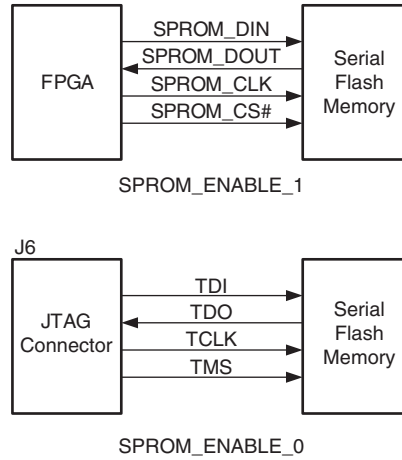 SPROM_DIN
SPROM_DOUT
FPGA
SPROM_CLK
SPROM_CS#
Serial
Flash
Memory
SPROM_ENABLE_1
J6
TDI
TDO
JTAG
Connector
TCLK
TMS
Serial
Flash
Memory
SPROM_ENABLE_0